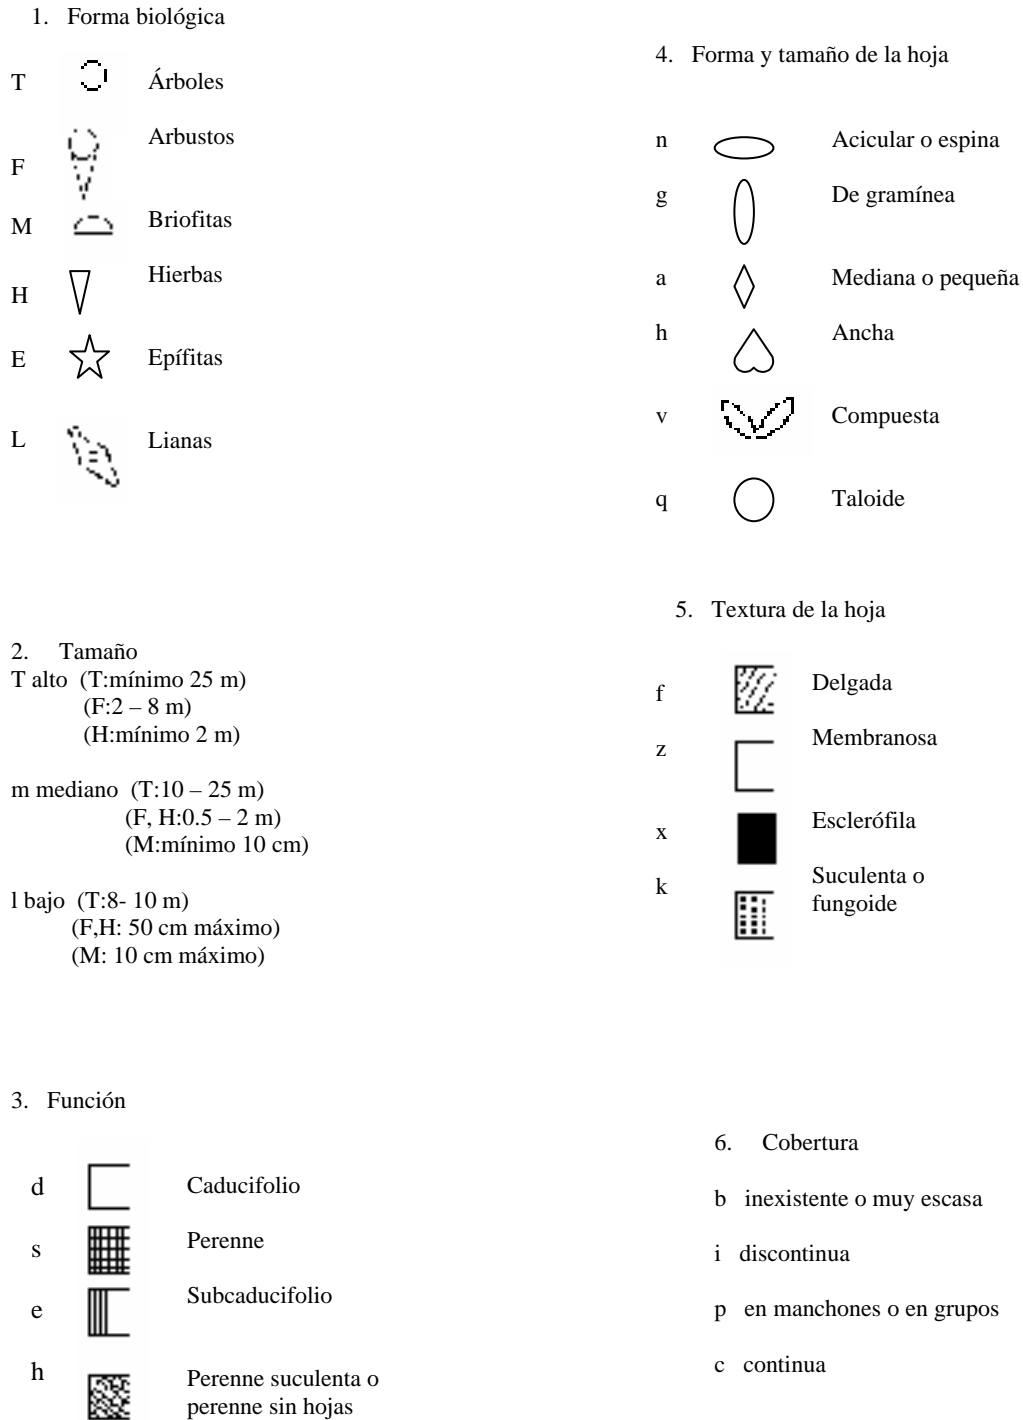 1. Forma biológica
T Árboles
F Arbustos
M Briofitas
H Hierbas
E Epífitas
L Lianas
2. Tamaño
T alto (T:mínimo 25 m)
(F:2 – 8 m)
(H:mínimo 2 m)
m mediano (T:10 – 25 m)
(F, H:0.5 – 2 m)
(M:mínimo 10 cm)
l bajo (T:8- 10 m)
(F,H: 50 cm máximo)
(M: 10 cm máximo)
3. Función
d Caducifolio
s Perenne
e Subcaducifolio
h Perenne suculenta o
perenne sin hojas
4. Forma y tamaño de la hoja
n Acicular o espina
g De gramínea
a Mediana o pequeña
h Ancha
v Compuesta
q Taloide
5. Textura de la hoja
f Delgada
z Membranosa
x Esclerófila
k Suculenta o
fungoide
6. Cobertura
b inexistente o muy escasa
i discontinua
p en manchones o en grupos
c continua